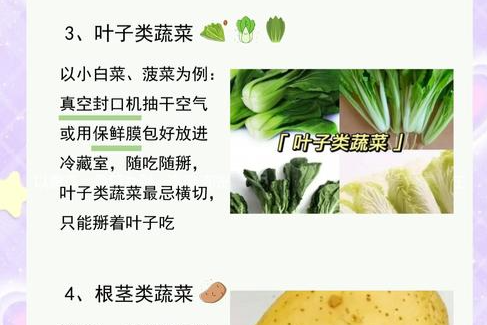 3、叶子类蔬菜
以小白菜、菠菜为例：
真空封口机抽干空气
或用保鲜膜包好放进
冷藏室，随吃随掰，
叶子类蔬菜最忌横切，
只能掰着叶子吃
「叶子类蔬菜」
4、根茎类蔬菜